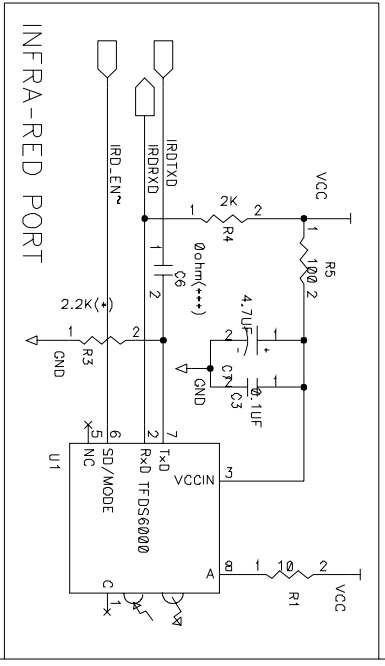 INFRA-RED PORT
VCC
1
R5
100
2
2K
1
2
R4
IRDTXD
IRDRXD
IRD_EN~
1
C6
2
0ohm(+++)
4.7UF
2
-
+
1
C7
2
C3
1
0.1UF
GND
2.2K(+)
1
2
R3
GND
7
TxD
2
RxD
TFDS6000
6
SD/MODE
5
NC
U1
VCCIN
3
A
8
C
1
1
10
2
R1
VCC